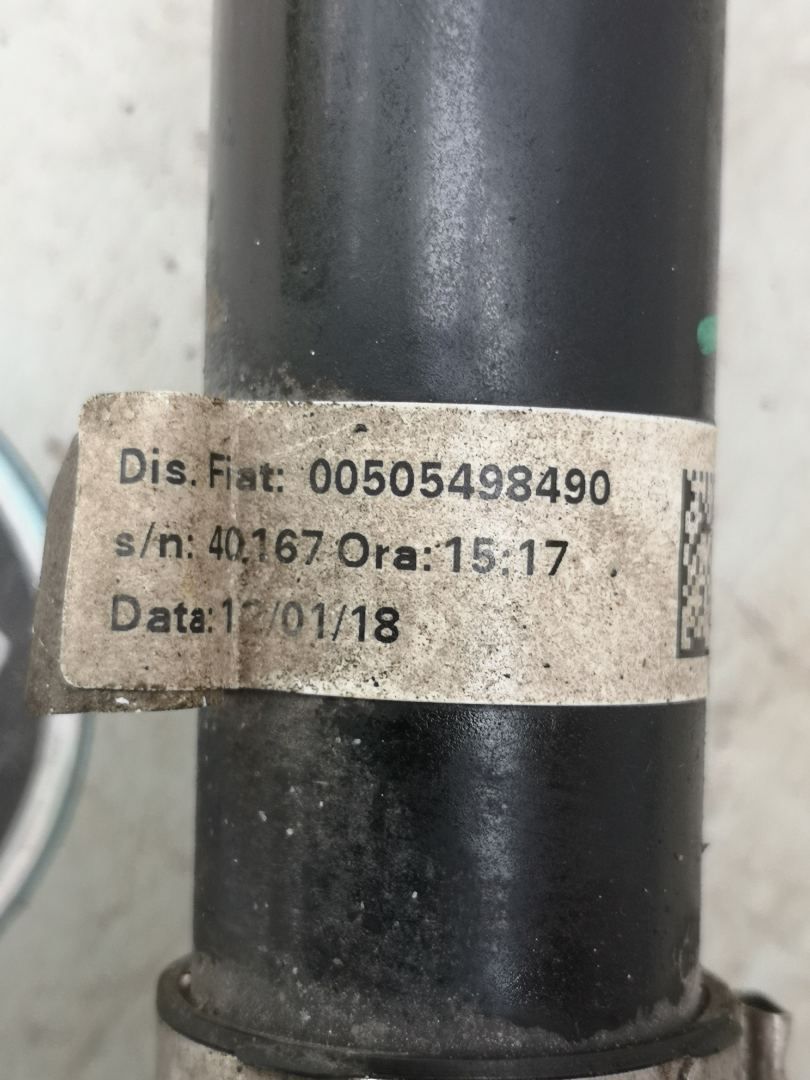 Dis. Fiat: 00505498490
s/n: 40.167 Ora: 15:17
Data: